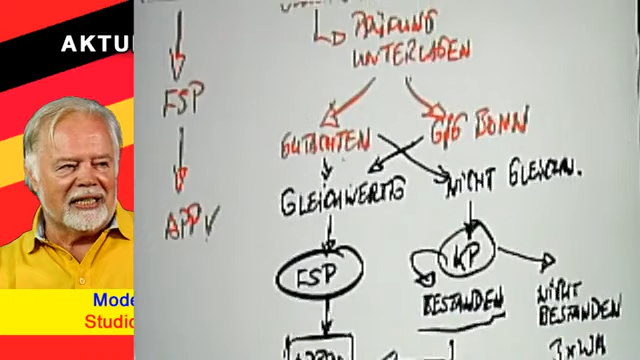 AKTU
PRÜFUNG
UNTERLAGEN
FSP
GUTACHTEN
GfG BONN
GLEICHWERTIG
NICHT GLEICHW.
APP
FSP
KP
BESTANDEN
NICHT
BESTANDEN
Mode
Studio
3xWH